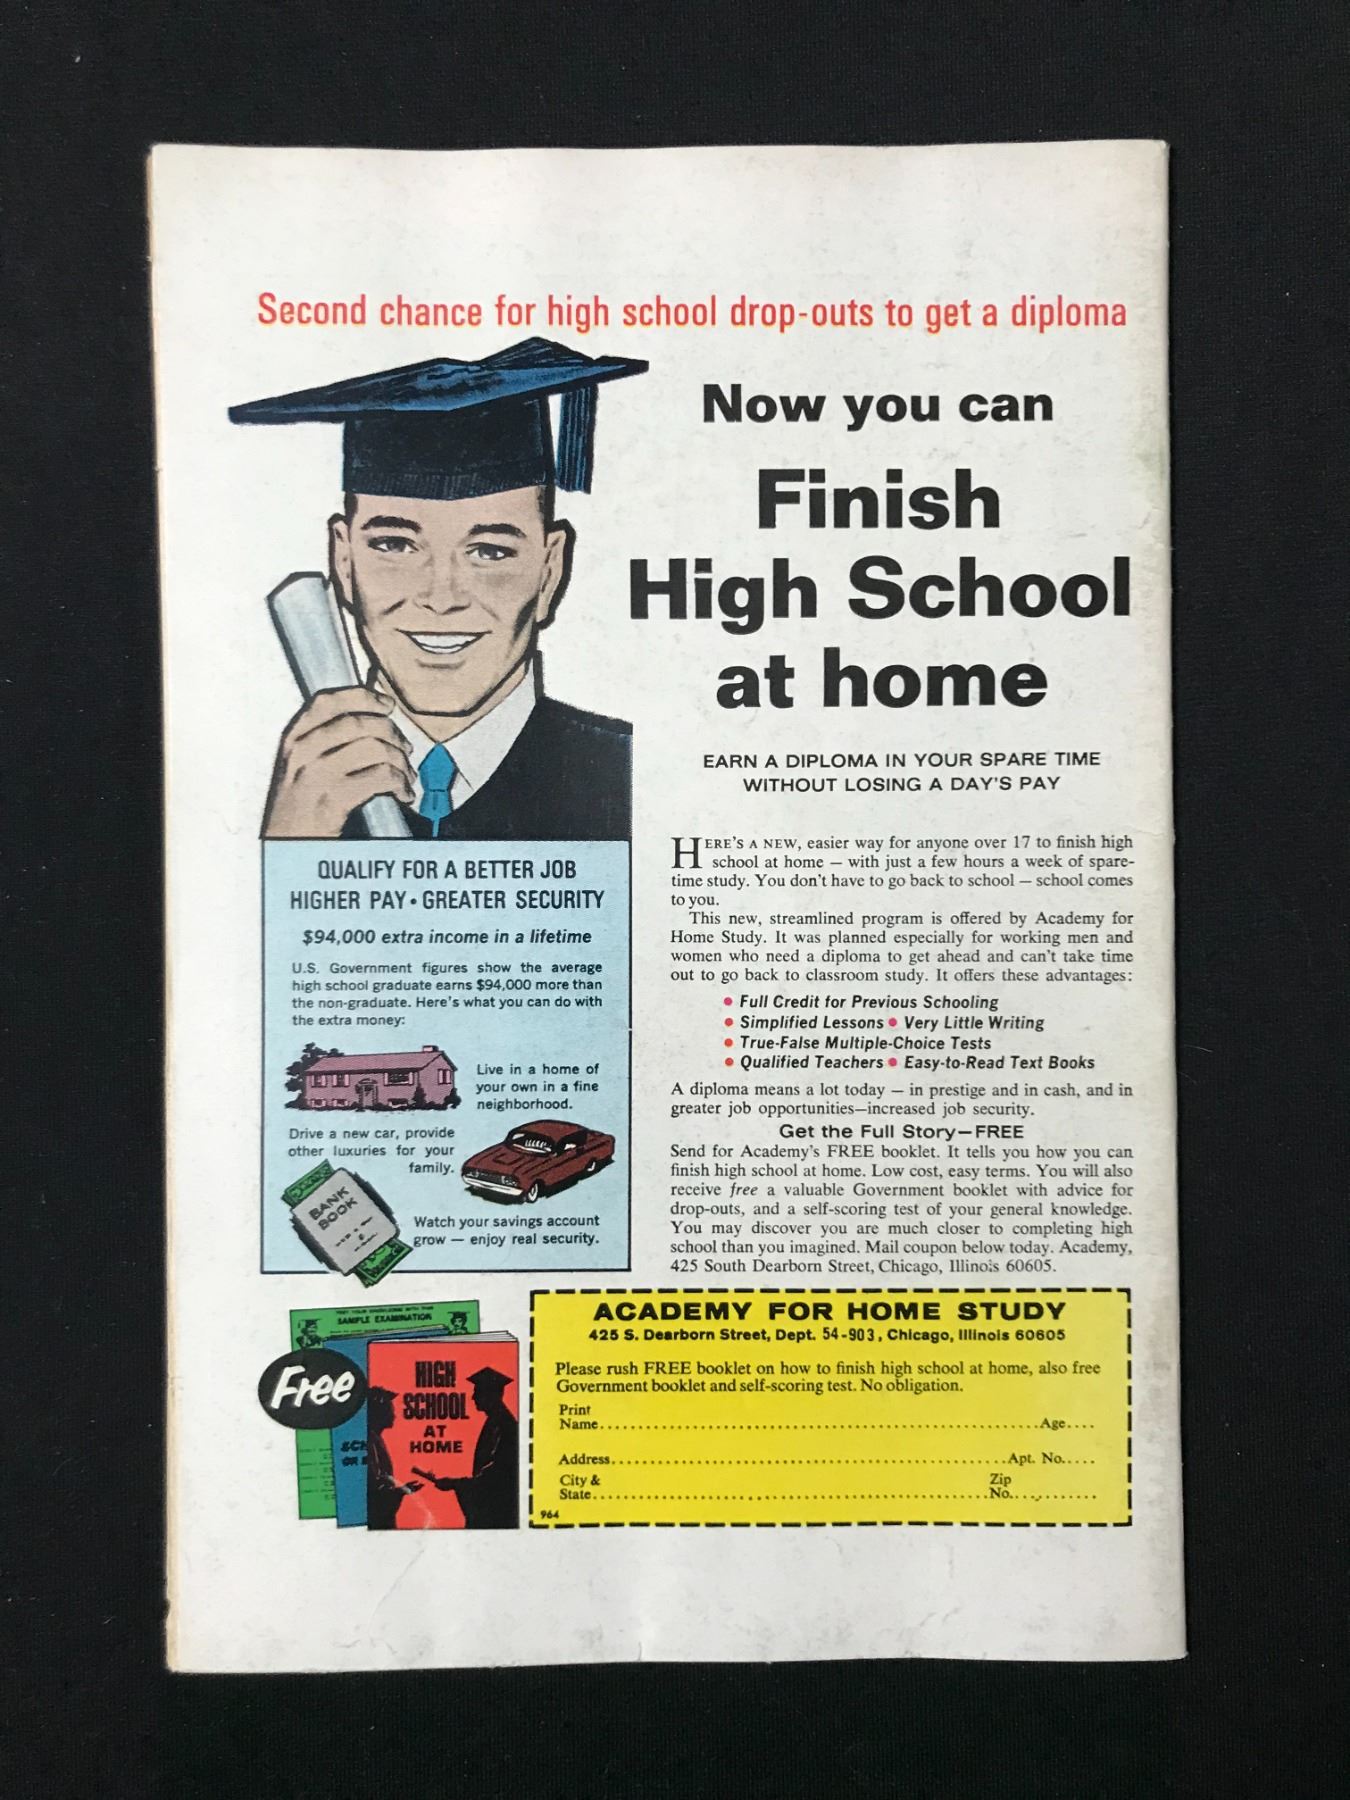 Second chance for high school drop-outs to get a diploma
Now you can
Finish
High School
at home
EARN A DIPLOMA IN YOUR SPARE TIME
WITHOUT LOSING A DAY'S PAY
HERE'S A NEW, easier way for anyone over 17 to finish high
school at home — with just a few hours a week of spare-
time study. You don't have to go back to school — school comes
to you.
This new, streamlined program is offered by Academy for
Home Study. It was planned especially for working men and
women who need a diploma to get ahead and can't take time
out to go back to classroom study. It offers these advantages:
• Full Credit for Previous Schooling
• Simplified Lessons • Very Little Writing
• True-False Multiple-Choice Tests
• Qualified Teachers • Easy-to-Read Text Books
A diploma means a lot today — in prestige and in cash, and in
greater job opportunities—increased job security.
Get the Full Story—FREE
Send for Academy's FREE booklet. It tells you how you can
finish high school at home. Low cost, easy terms. You will also
receive free a valuable Government booklet with advice for
drop-outs, and a self-scoring test of your general knowledge.
You may discover you are much closer to completing high
school than you imagined. Mail coupon below today. Academy,
425 South Dearborn Street, Chicago, Illinois 60605.
QUALIFY FOR A BETTER JOB
HIGHER PAY • GREATER SECURITY
$94,000 extra income in a lifetime
U.S. Government figures show the average
high school graduate earns $94,000 more than
the non-graduate. Here's what you can do with
the extra money:
Live in a home of
your own in a fine
neighborhood.
Drive a new car, provide
other luxuries for your
family.
BANK
BOOK
Watch your savings account
grow — enjoy real security.
SAMPLE EXAMINATION
Free
HIGH
SCHOOL
AT
HOME
ACADEMY FOR HOME STUDY
425 S. Dearborn Street, Dept. 54-903, Chicago, Illinois 60605
Please rush FREE booklet on how to finish high school at home, also free
Government booklet and self-scoring test. No obligation.
Print
Name Age
Address Apt. No.
City & Zip
State No.
964